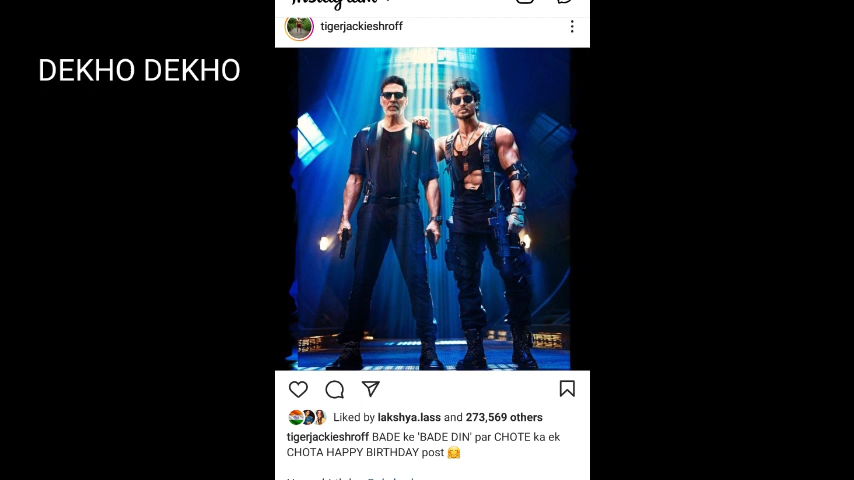 Instagram
tigerjackieshroff
DEKHO DEKHO
Liked by lakshya.lass and 273,569 others
tigerjackieshroff BADE ke 'BADE DIN' par CHOTE ka ek
CHOTA HAPPY BIRTHDAY post 🤗